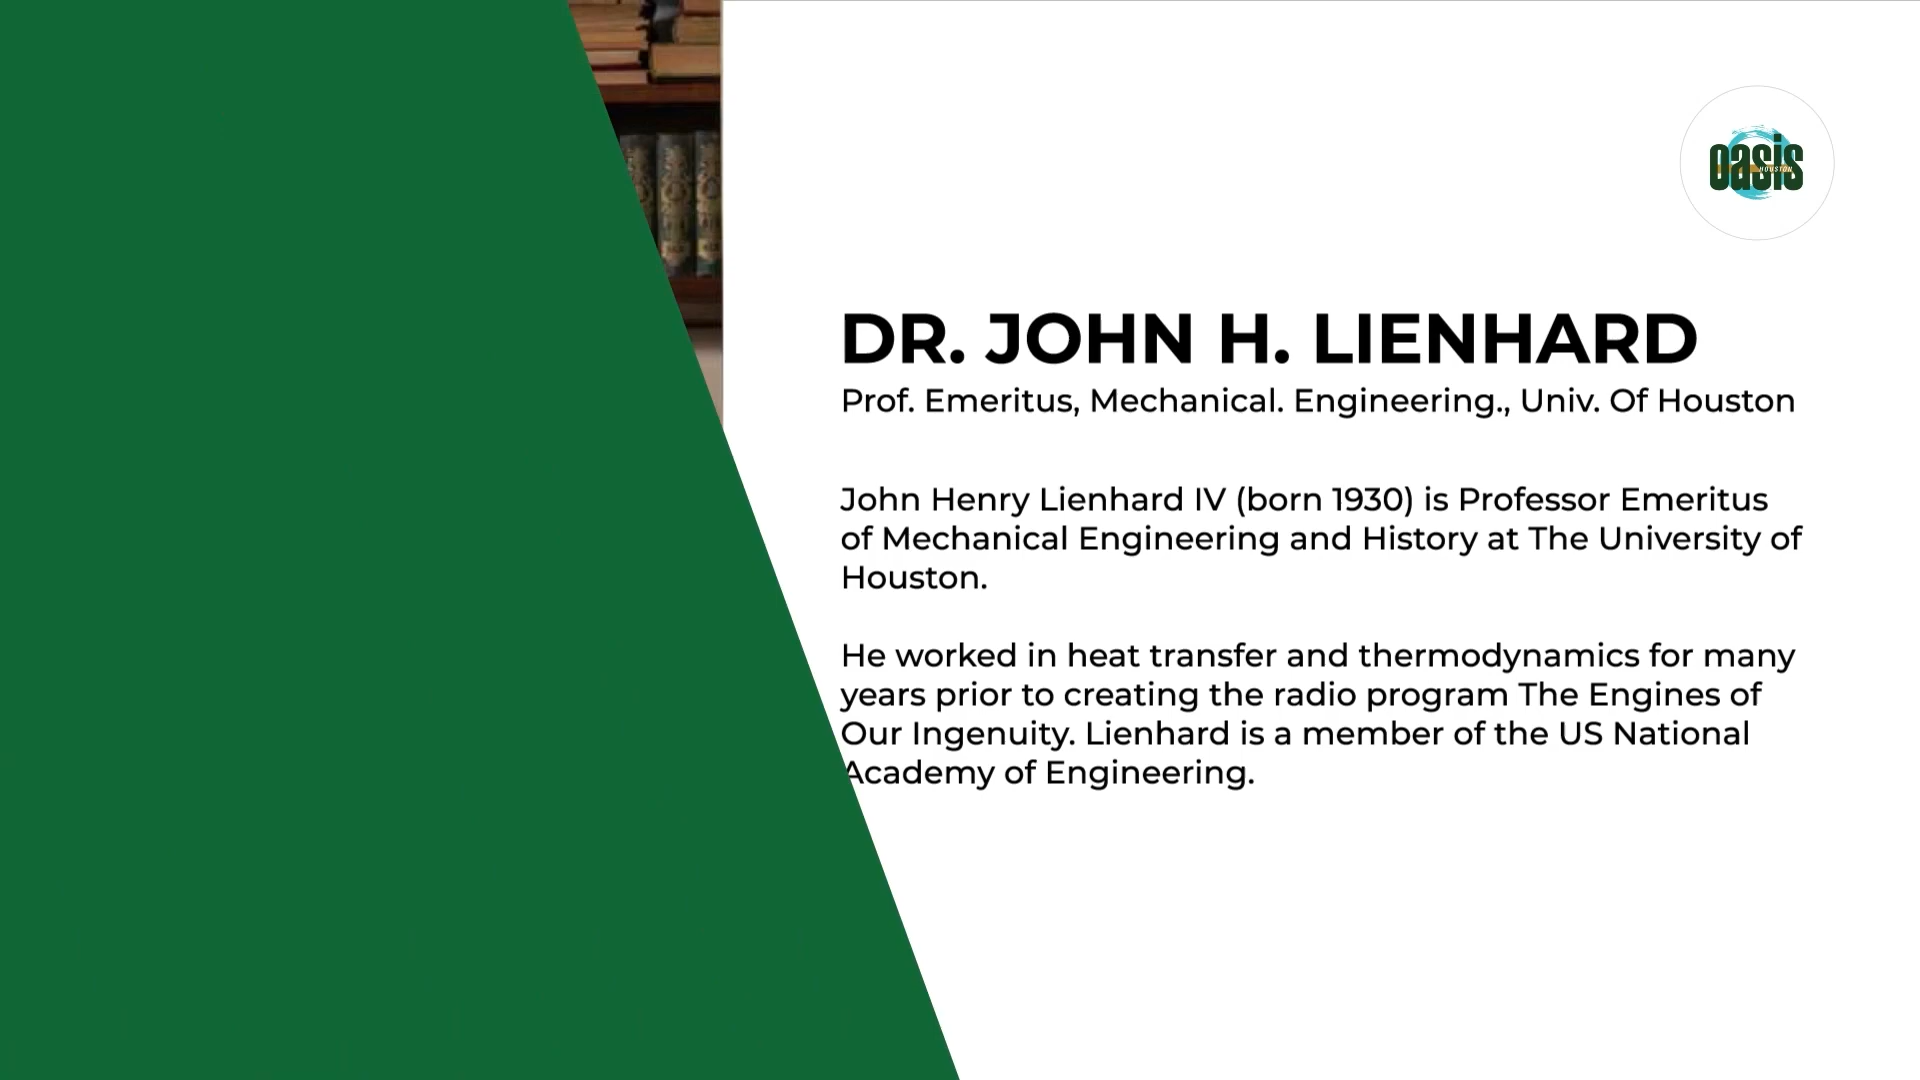 oasis
HOUSTON
DR. JOHN H. LIENHARD
Prof. Emeritus, Mechanical. Engineering., Univ. Of Houston
John Henry Lienhard IV (born 1930) is Professor Emeritus
of Mechanical Engineering and History at The University of
Houston.
He worked in heat transfer and thermodynamics for many
years prior to creating the radio program The Engines of
Our Ingenuity. Lienhard is a member of the US National
Academy of Engineering.